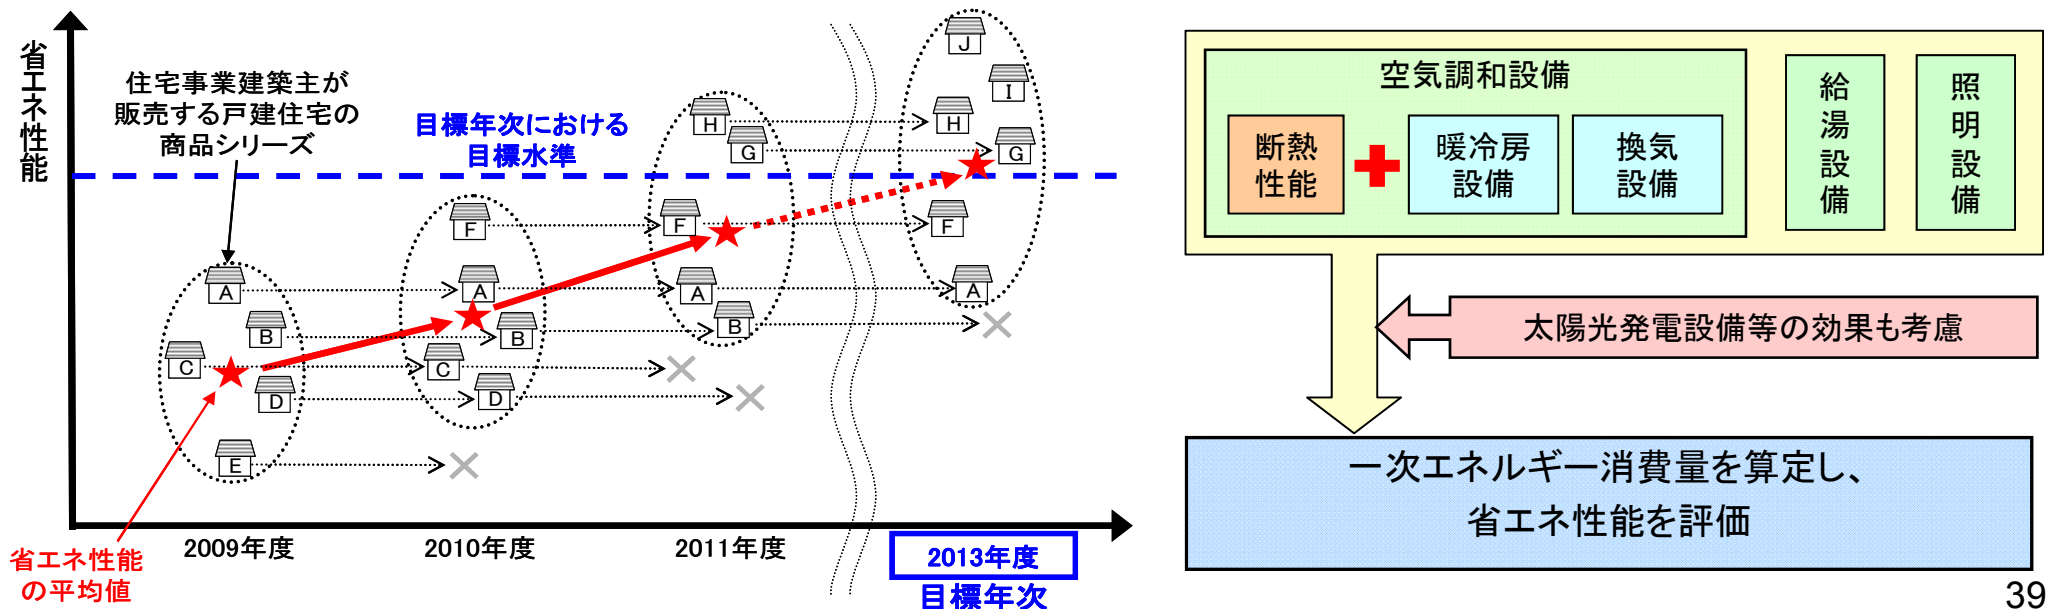 省エネ性能
住宅事業建築主が
販売する戸建住宅の
商品シリーズ
目標年次における
目標水準
A
B
C
D
E
F
A
B
C
D
H
G
F
A
B
J
I
H
G
F
A
2009年度
2010年度
2011年度
2013年度
目標年次
省エネ性能
の平均値
空気調和設備
断熱
性能
暖冷房
設備
換気
設備
給湯設備
照明設備
太陽光発電設備等の効果も考慮
一次エネルギー消費量を算定し、
省エネ性能を評価
39